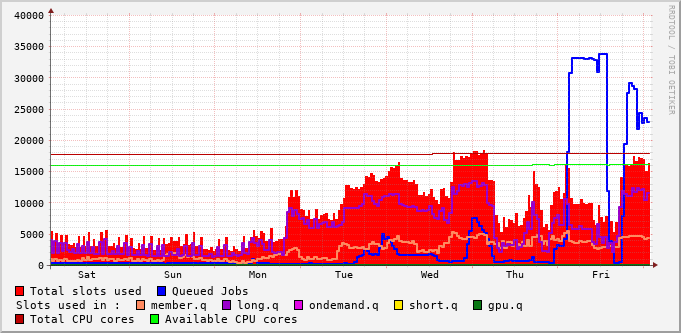 40000
35000
30000
25000
20000
15000
10000
5000
0
Sat Sun Mon Tue Wed Thu Fri
RRDTOOL / TOBI OETIKER
Total slots used Queued Jobs
Slots used in : member.q long.q ondemand.q short.q gpu.q
Total CPU cores Available CPU cores